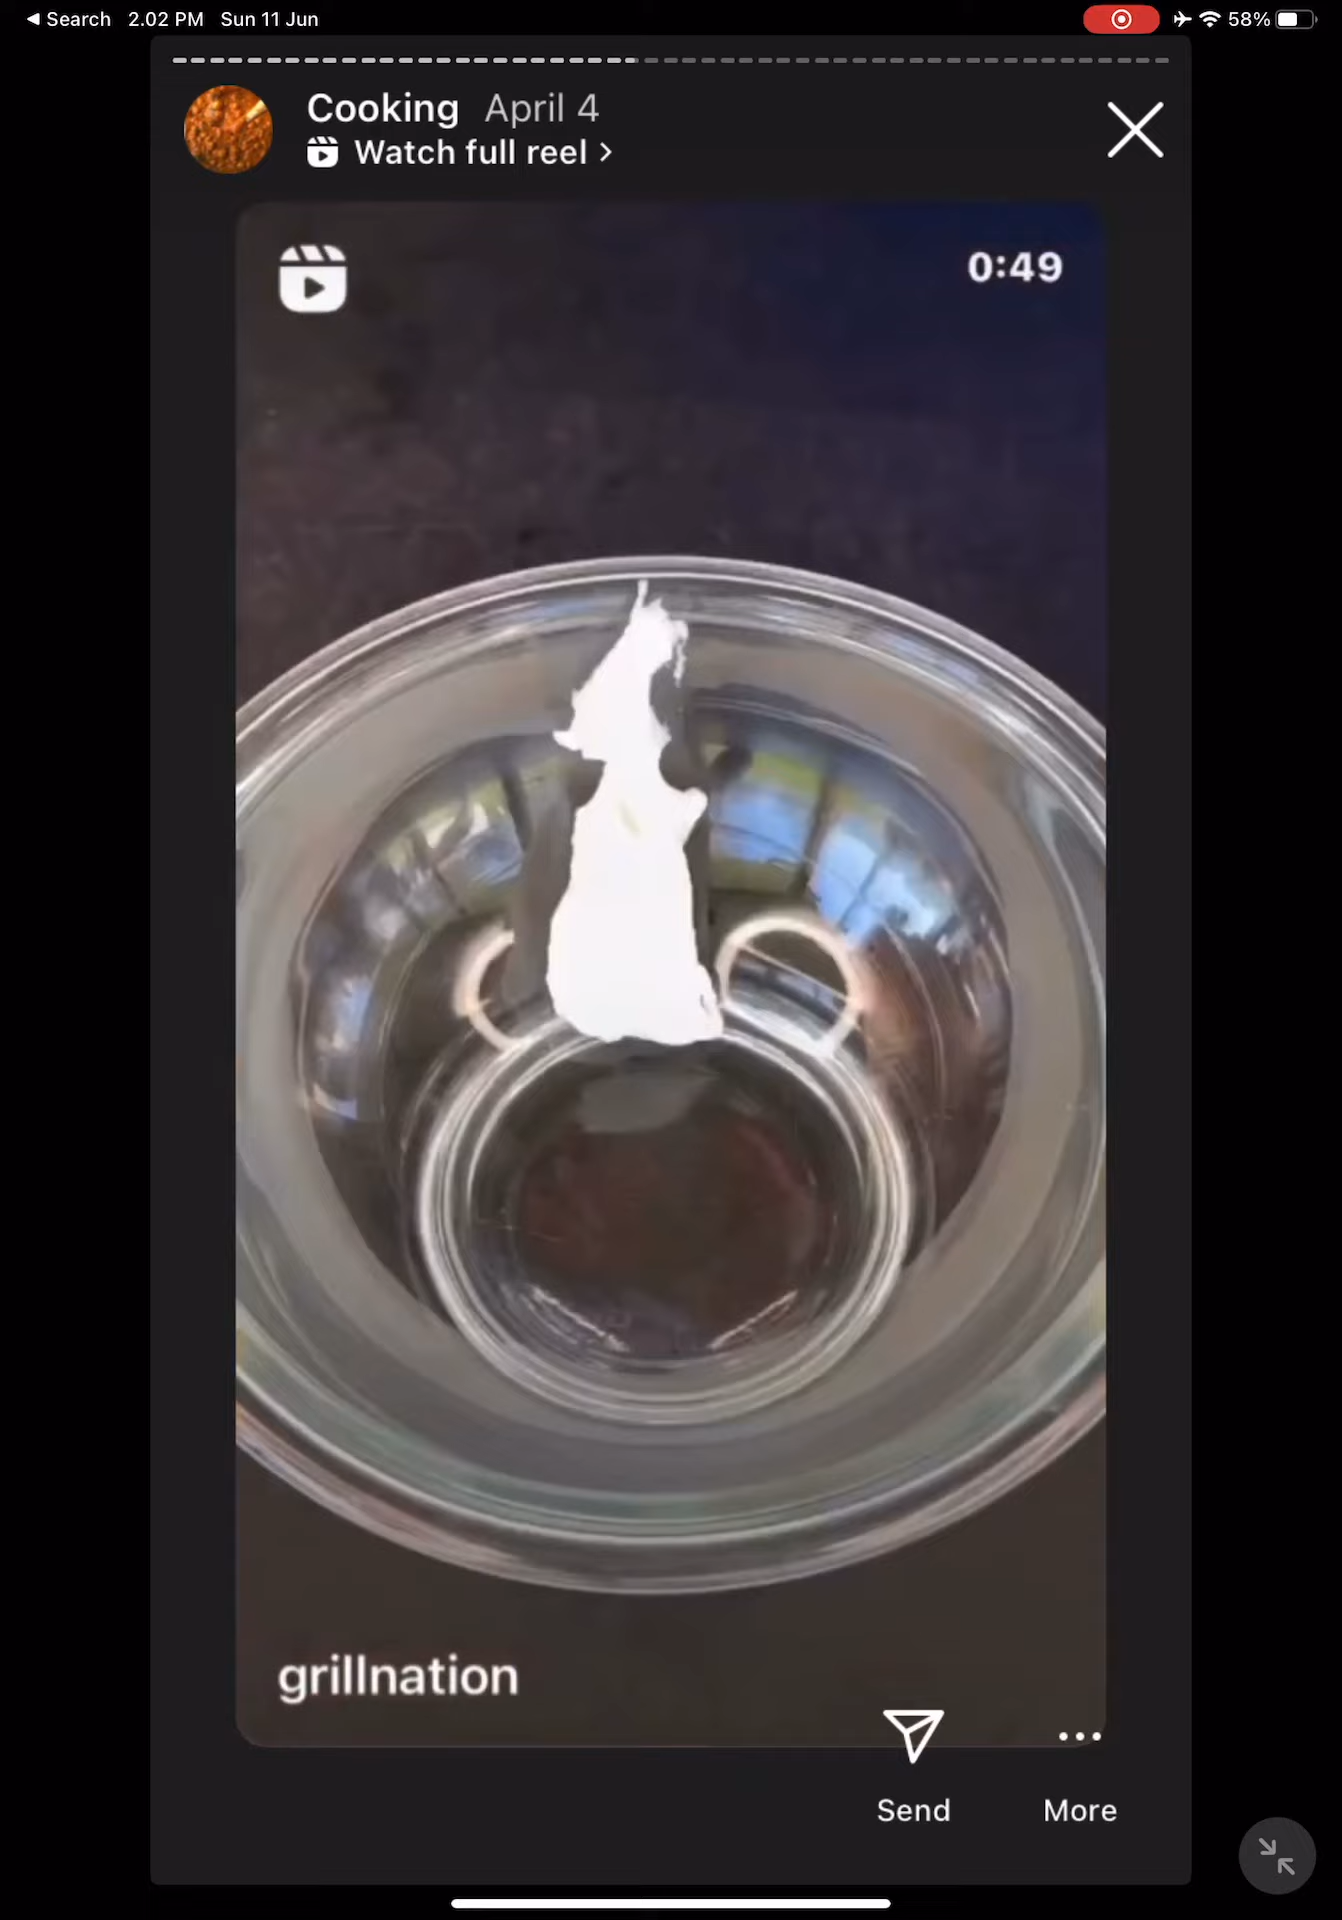 Search 2.02 PM Sun 11 Jun 58%
Cooking April 4
Watch full reel
0:49
grillnation
Send More